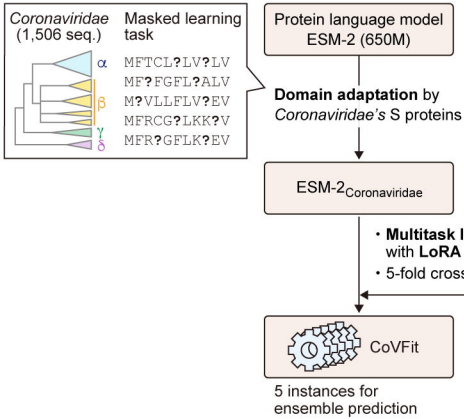 Coronaviridae
(1,506 seq.)
Masked learning
task
α
β
γ
δ
MFTCL?LV?LV
MF?FGFL?ALV
M?VLLFLV?EV
MFRCG?LKK?V
MFR?GFLK?EV
Protein language model
ESM-2 (650M)
Domain adaptation by
Coronaviridae's S proteins
ESM-2Coronaviridae
・Multitask
with LoRA
・5-fold cross
CoVFit
5 instances for
ensemble prediction